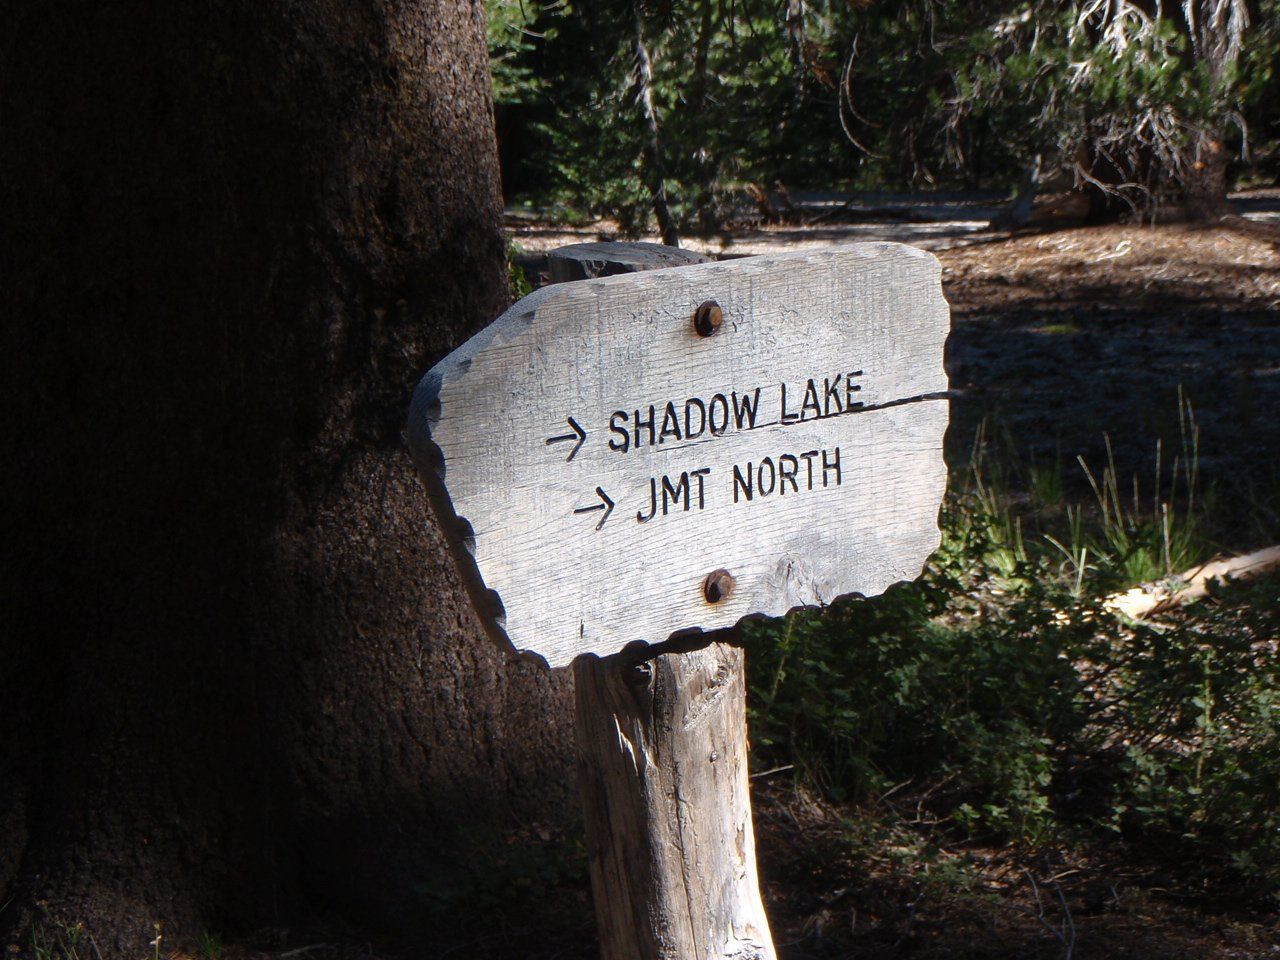 → SHADOW LAKE
→ JMT NORTH